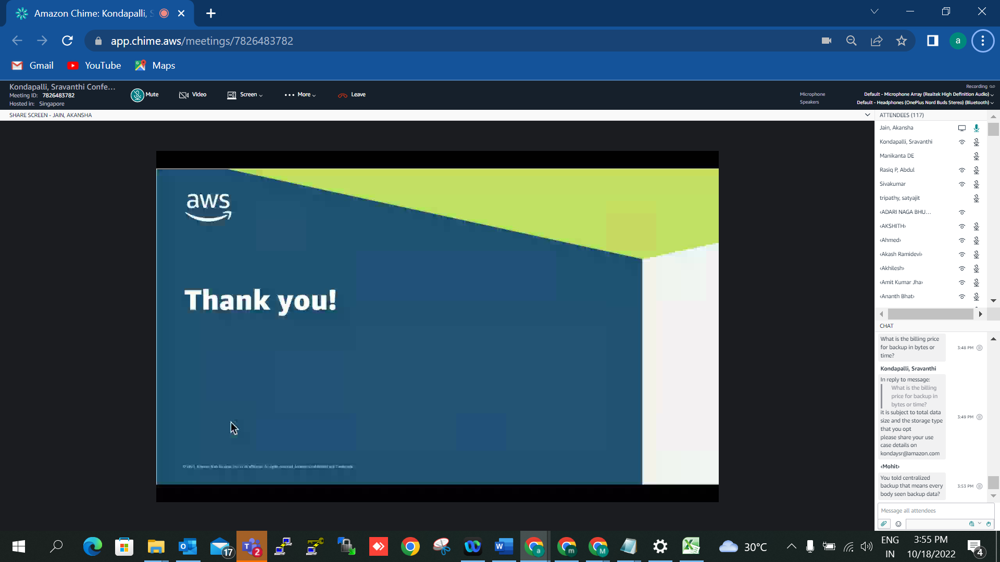 Amazon Chime: Kondapalli, S
app.chime.aws/meetings/7826483782
a
Gmail
YouTube
Maps
Kondapalli, Sravanthi Confe...
Meeting ID: 7826483782
Hosted in: Singapore
Mute
Video
Screen
More
Leave
Recording
Microphone
Default - Microphone Array (Realtek High Definition Audio)
Speakers
Default - Headphones (OnePlus Nord Buds Stereo) (Bluetooth)
SHARE SCREEN - JAIN, AKANSHA
aws
Thank you!
ATTENDEES (117)
Jain, Akansha
Kondapalli, Sravanthi
Manikanta DE
Rasiq P, Abdul
Sivakumar
tripathy, satyajit
‹ADARI NAGA BHU...
‹AKSHITH›
‹Ahmed›
‹Akash Ramidevi›
‹Akhilesh›
‹Amit Kumar Jha›
‹Ananth Bhat›
CHAT
What is the billing price
for backup in bytes or
time?
3:48 PM
Kondapalli, Sravanthi
In reply to message:
What is the billing
price for backup in
bytes or time?
it is subject to total data
size and the storage type
that you opt
please share your use
case details on
kondaysr@amazon.com
3:49 PM
‹Mohit›
You told centralized
backup that means every
body seen backup data?
3:53 PM
Message all attendees
17
2
a
m
M
30°C
ENG
IN
3:55 PM
10/18/2022
4